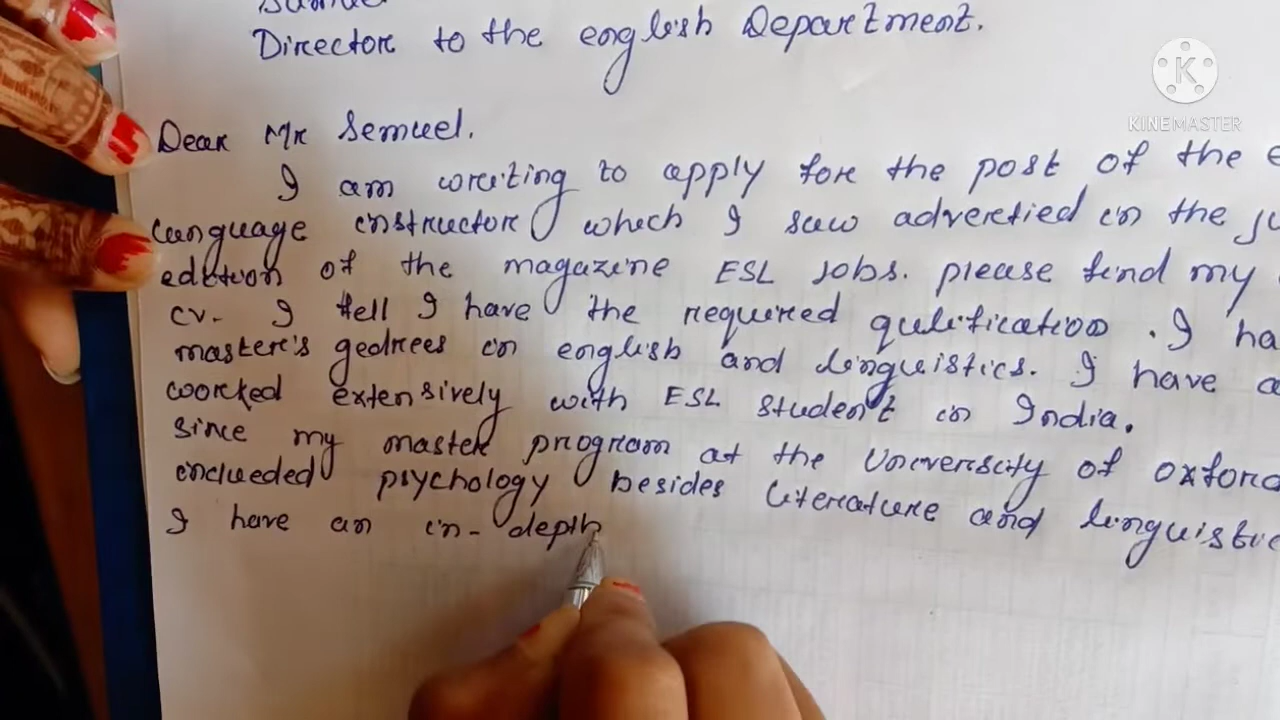 Director to the english Department.
Dear Mr Semuel.
I am writing to apply for the post of the
language instructor which I saw advertied in the
edition of the magazine ESL Jobs. please find my
cv. I fell I have the required qulification. I ha
master's gedrees in english and linguistics. I have a
worked extensively with ESL student in India.
since my master program at the University of oxford
inclueded psychology besides literature and linguistic
I have an in-depth
KINEMASTER